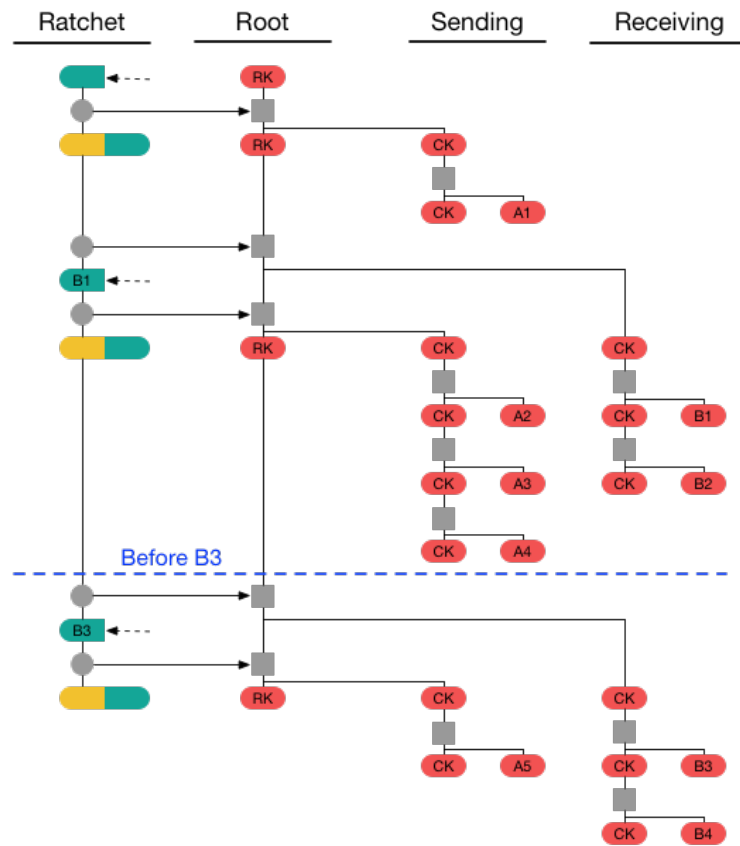 Ratchet Root Sending Receiving
RK
RK CK
CK A1
B1
RK CK CK
CK A2 CK B1
CK A3 CK B2
CK A4
Before B3
B3
RK CK CK
CK A5 CK B3
CK B4